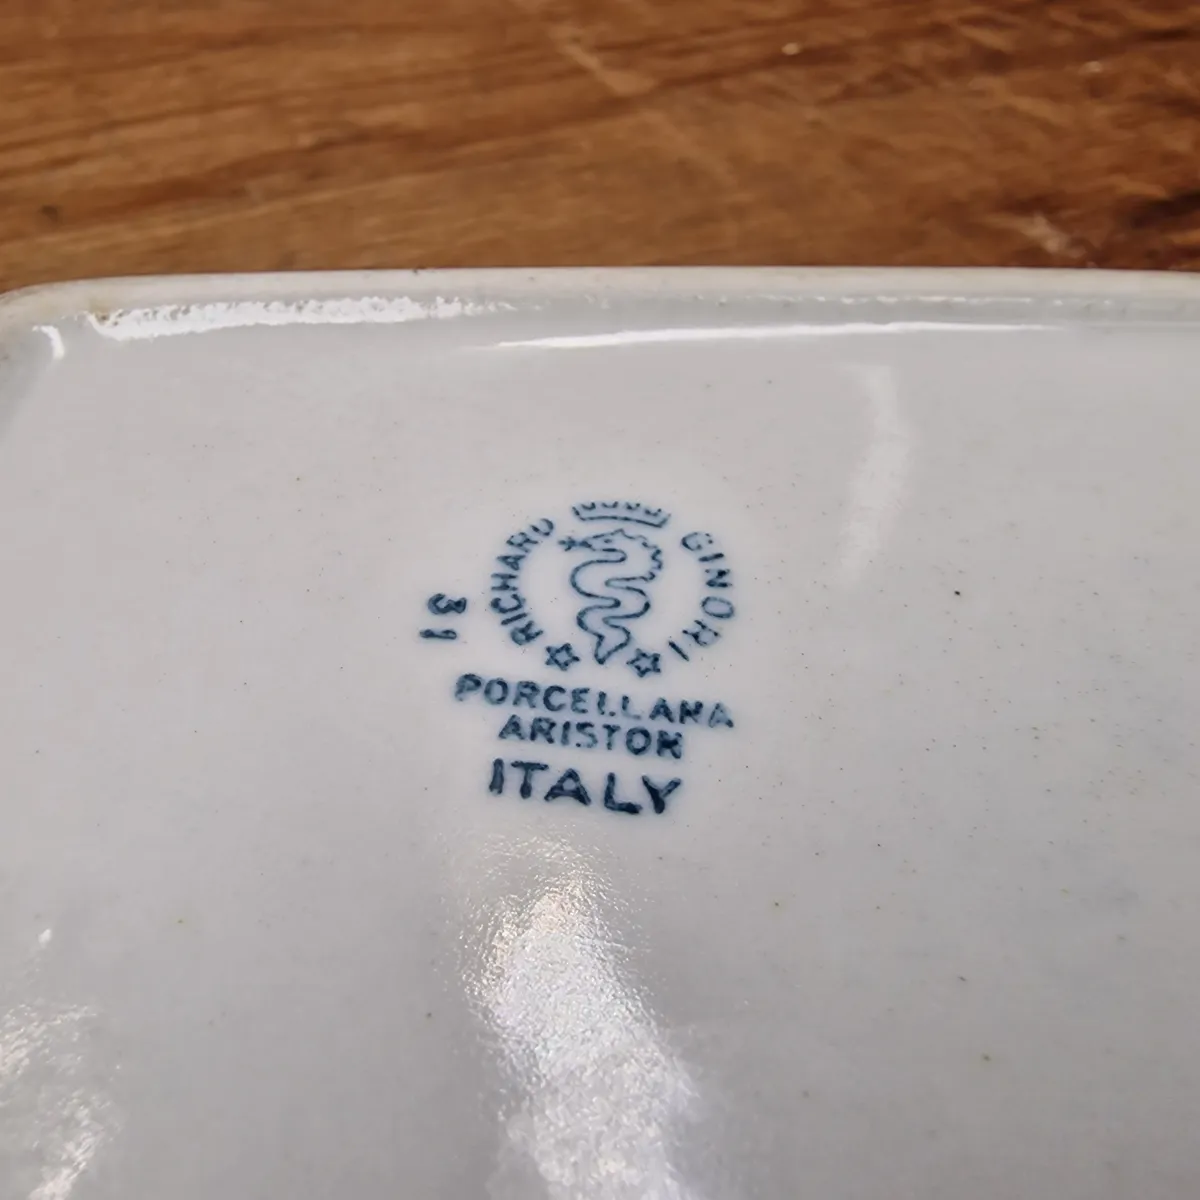 RICHARD GINORI
31
PORCELLANA
ARISTON
ITALY